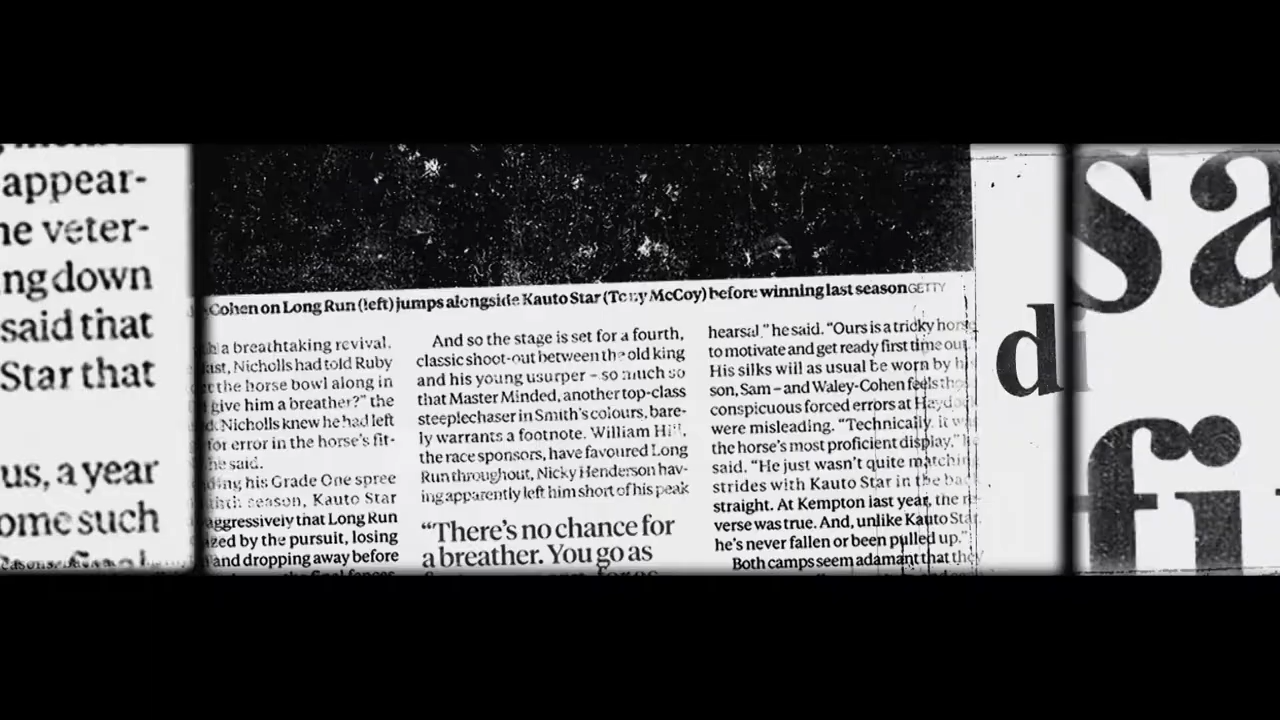 appear-
veter-
down
said that
Star that
us, a year
such
Cohen on Long Run (left) jumps alongside Kauto Star (Tony McCoy) before winning last season GETTY
a breathtaking revival.
Nicholls had told Ruby
the horse bowl along in
give him a breather?" the
Nicholls knew he had left
for error in the horse's fit-
he said.
his Grade One spree
season, Kauto Star
aggressively that Long Run
by the pursuit, losing
and dropping away before
the final fences
And so the stage is set for a fourth,
classic shoot-out between the old king
and his young usurper – so much so
that Master Minded, another top-class
steeplechaser in Smith's colours, bare-
ly warrants a footnote. William Hill,
the race sponsors, have favoured Long
Run throughout, Nicky Henderson hav-
ing apparently left him short of his peak
“There's no chance for
a breather. You go as
hearsal," he said. “Ours is a tricky horse
to motivate and get ready first time out.
His silks will as usual be worn by
son, Sam – and Waley-Cohen feels the
conspicuous forced errors at
were misleading. “Technically, it was
the horse's most proficient display,"
said. “He just wasn't quite matching
strides with Kauto Star in the
straight. At Kempton last year, the
verse was true. And, unlike Kauto Star,
he's never fallen or been pulled up."
Both camps seem adamant that they
di
sa
fi